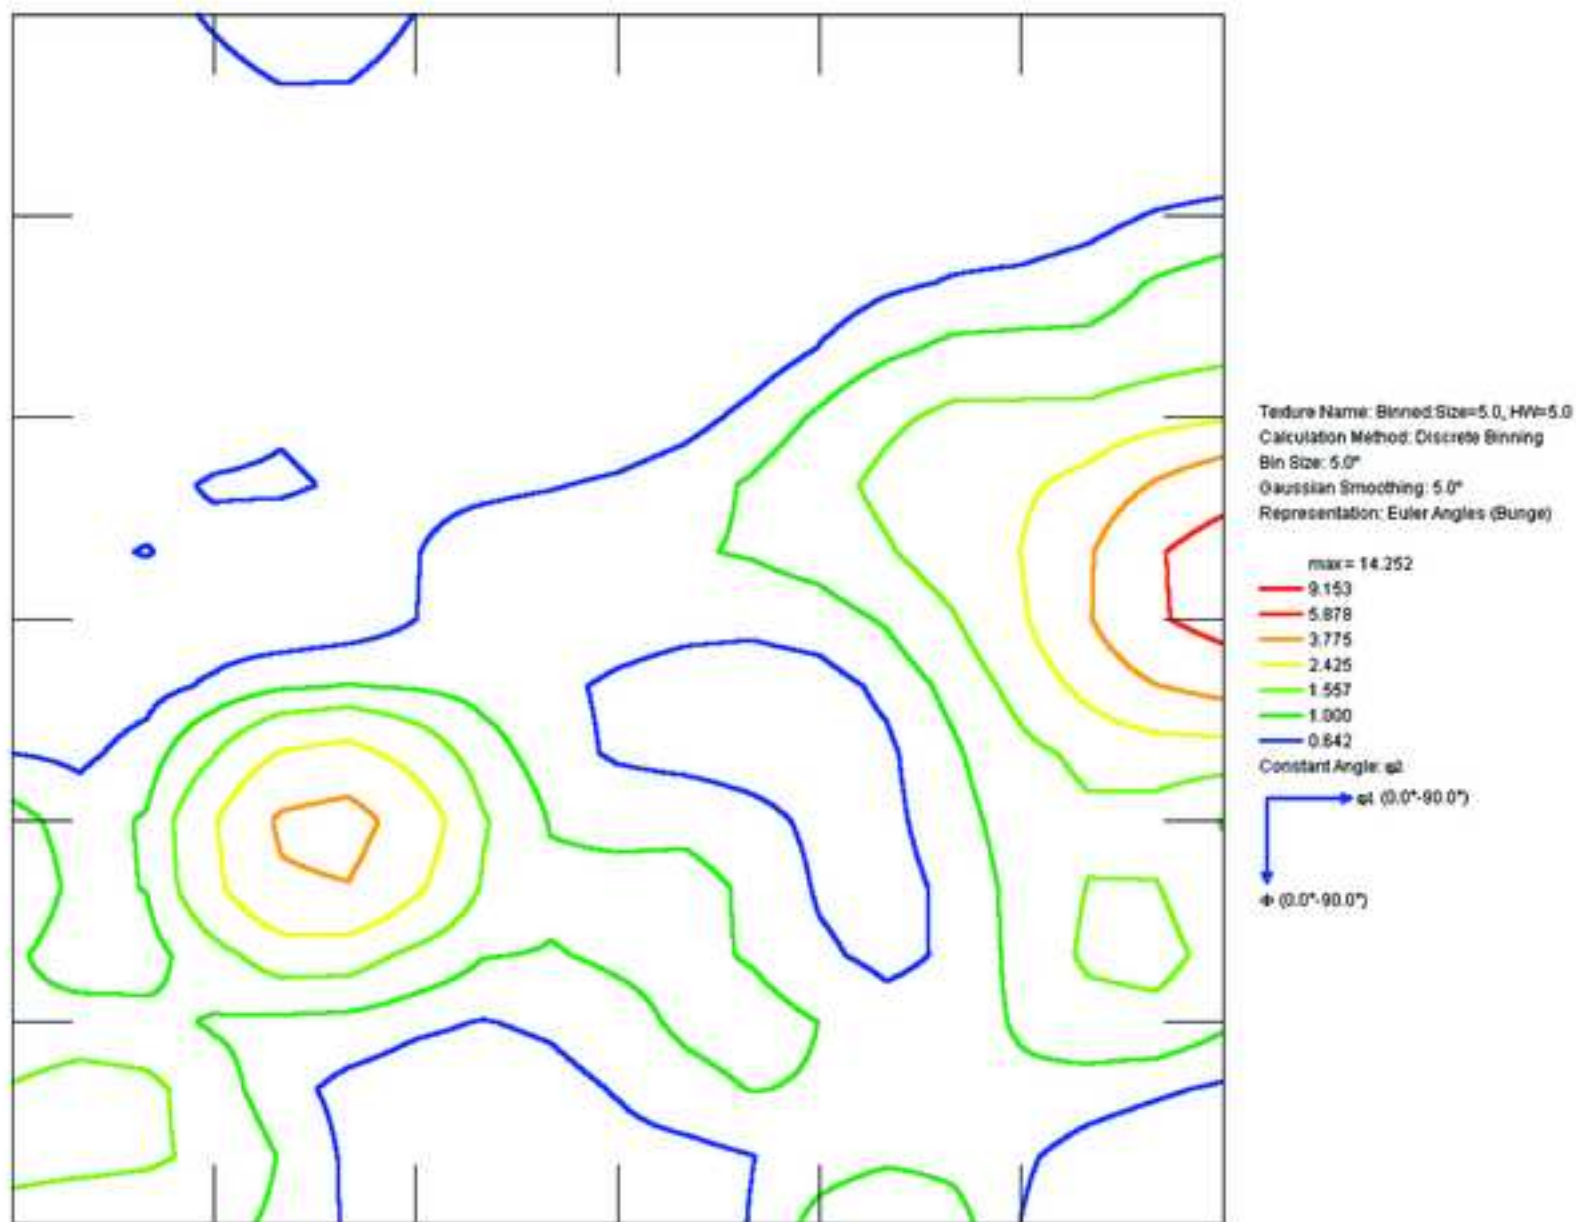 Texture Name: Binned:Size=5.0, HW=5.0
Calculation Method: Discrete Binning
Bin Size: 5.0°
Gaussian Smoothing: 5.0°
Representation: Euler Angles (Bunge)
max = 14.252
9.153
5.878
3.775
2.425
1.557
1.000
0.642
Constant Angle: φ2
φ1 (0.0°-90.0°)
Φ (0.0°-90.0°)